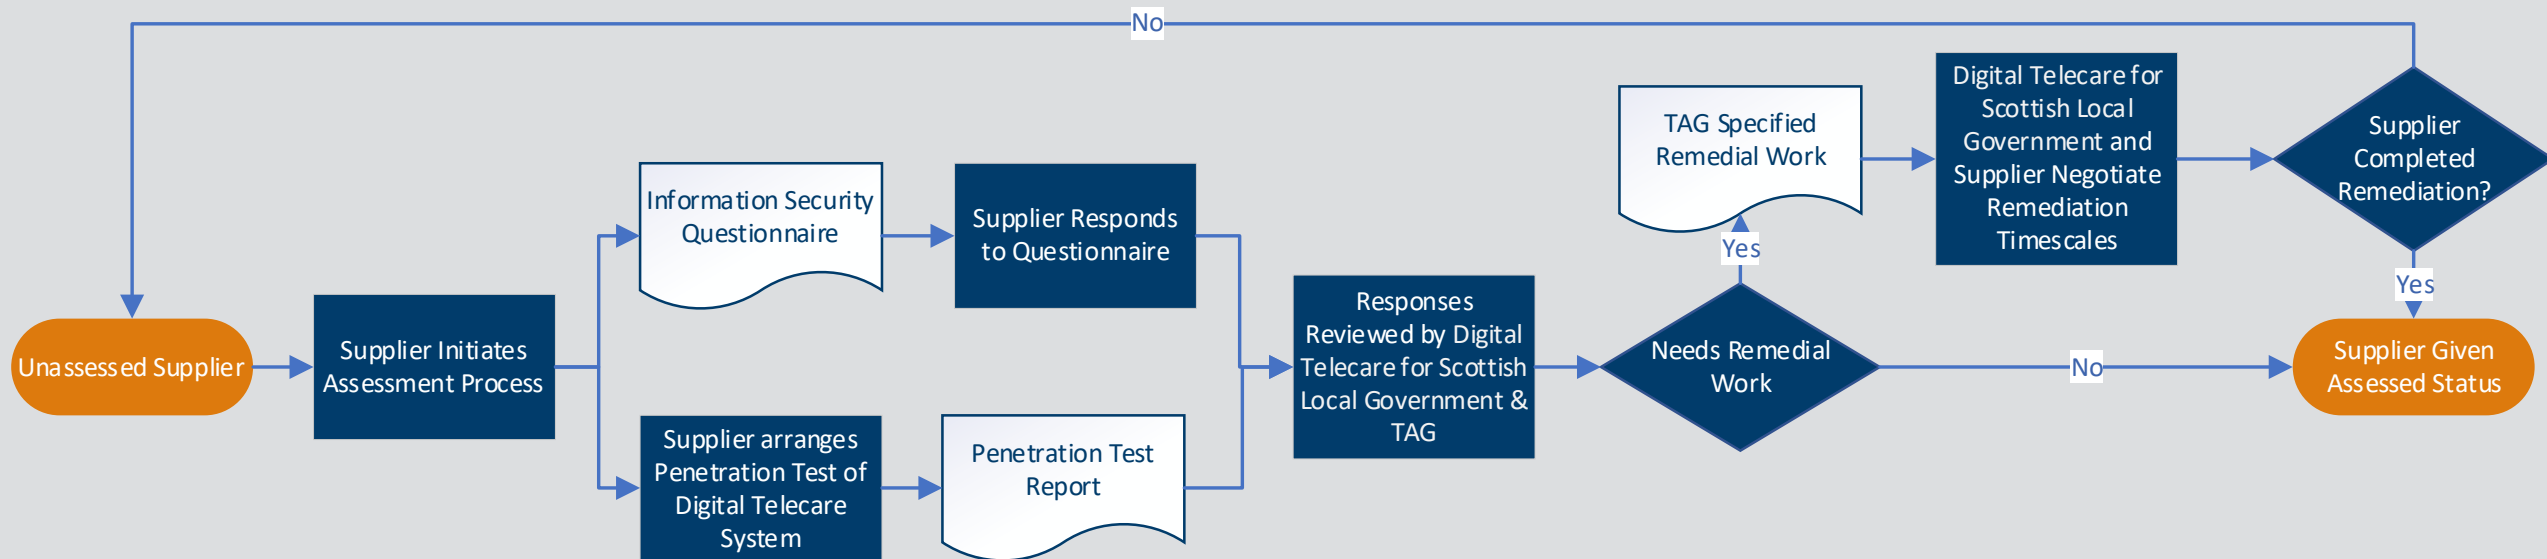 No
Unassessed Supplier
Supplier Initiates
Assessment Process
Information Security
Questionnaire
Supplier Responds
to Questionnaire
Supplier arranges
Penetration Test of
Digital Telecare
System
Penetration Test
Report
Responses
Reviewed by Digital
Telecare for Scottish
Local Government &
TAG
Needs Remedial
Work
Yes
TAG Specified
Remedial Work
Digital Telecare for
Scottish Local
Government and
Supplier Negotiate
Remediation
Timescales
Supplier
Completed
Remediation?
Yes
No
Supplier Given
Assessed Status